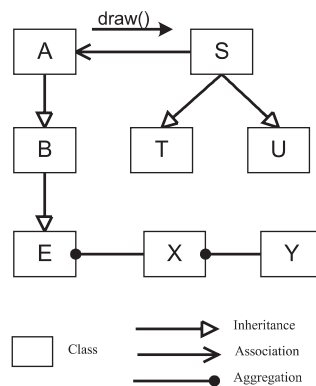 draw()
A S
B T U
E X Y
Class
Inheritance
Association
Aggregation